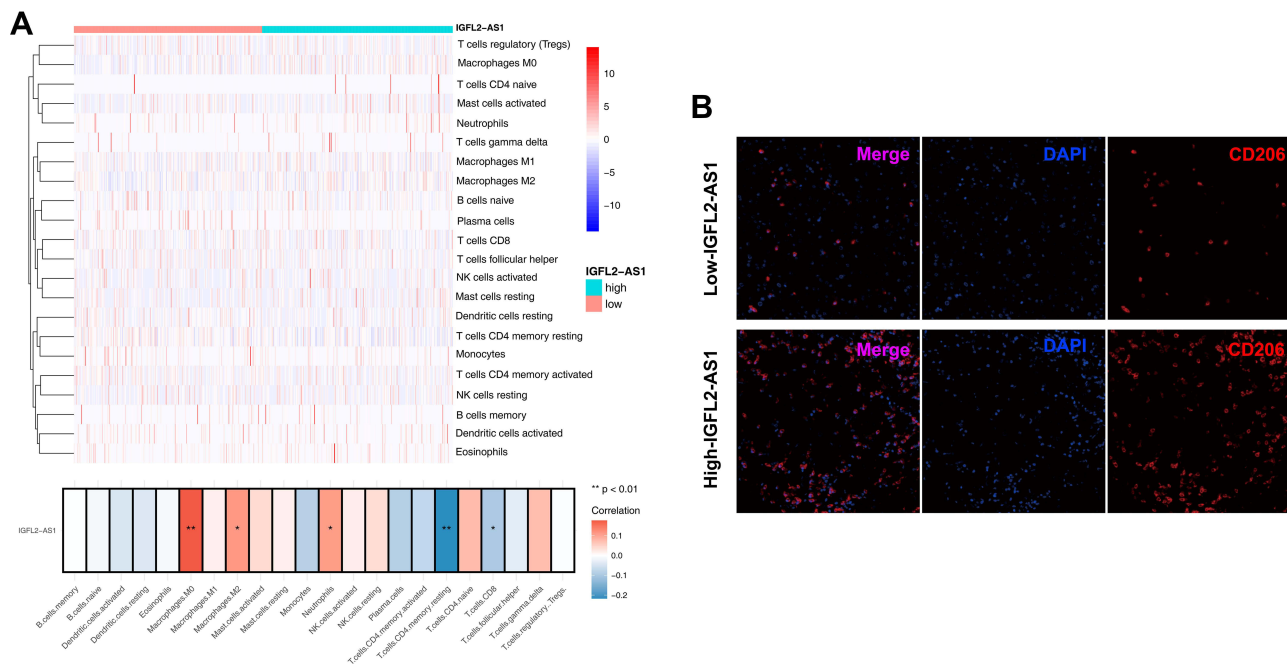 A
IGFL2-AS1
T cells regulatory (Tregs)
Macrophages M0
T cells CD4 naive
Mast cells activated
Neutrophils
T cells gamma delta
Macrophages M1
Macrophages M2
B cells naive
Plasma cells
T cells CD8
T cells follicular helper
NK cells activated
Mast cells resting
Dendritic cells resting
T cells CD4 memory resting
Monocytes
T cells CD4 memory activated
NK cells resting
B cells memory
Dendritic cells activated
Eosinophils
10
5
0
−5
−10
IGFL2-AS1
high
low
IGFL2-AS1
**
*
*
**
*
** p < 0.01
Correlation
0.1
0.0
−0.1
−0.2
B.cells.memory
B.cells.naive
Dendritic.cells.activated
Dendritic.cells.resting
Eosinophils
Macrophages.M0
Macrophages.M1
Macrophages.M2
Mast.cells.activated
Mast.cells.resting
Monocytes
Neutrophils
NK.cells.activated
NK.cells.resting
Plasma.cells
T.cells.CD4.memory.activated
T.cells.CD4.memory.resting
T.cells.CD4.naive
T.cells.CD8
T.cells.follicular.helper
T.cells.gamma.delta
T.cells.regulatory..Tregs.
B
Low-IGFL2-AS1
Merge
DAPI
CD206
High-IGFL2-AS1
Merge
DAPI
CD206